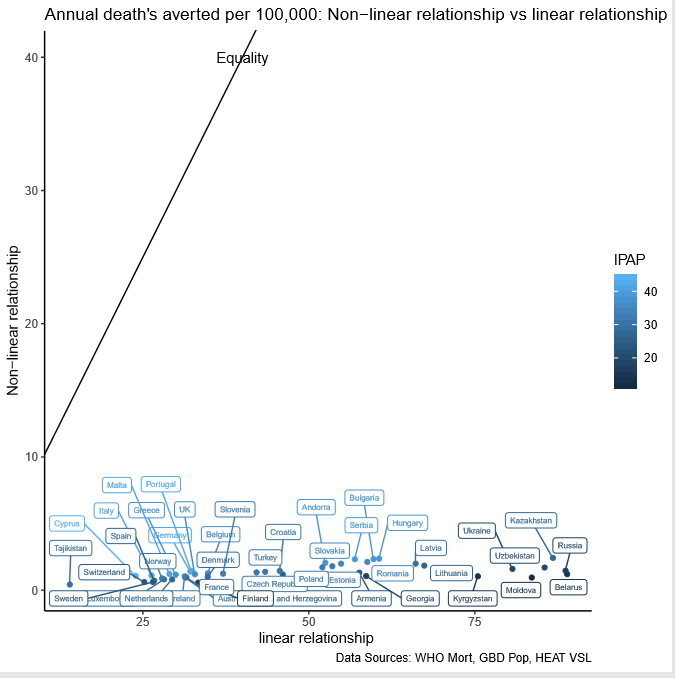 Annual death's averted per 100,000: Non−linear relationship vs linear relationship
Equality
40
30
20
10
0
Non−linear relationship
IPAP
40
30
20
Malta
Portugal
Italy
Greece
UK
Slovenia
Andorra
Bulgaria
Cyprus
Spain
Germany
Belgium
Croatia
Serbia
Hungary
Ukraine
Kazakhstan
Tajikistan
Norway
Denmark
Turkey
Slovakia
Latvia
Uzbekistan
Russia
Switzerland
France
Czech Repub
Poland
Estonia
Romania
Lithuania
Moldova
Belarus
Sweden
Netherlands
Finland
and Herzegovina
Armenia
Georgia
Kyrgyzstan
25
50
75
linear relationship
Data Sources: WHO Mort, GBD Pop, HEAT VSL